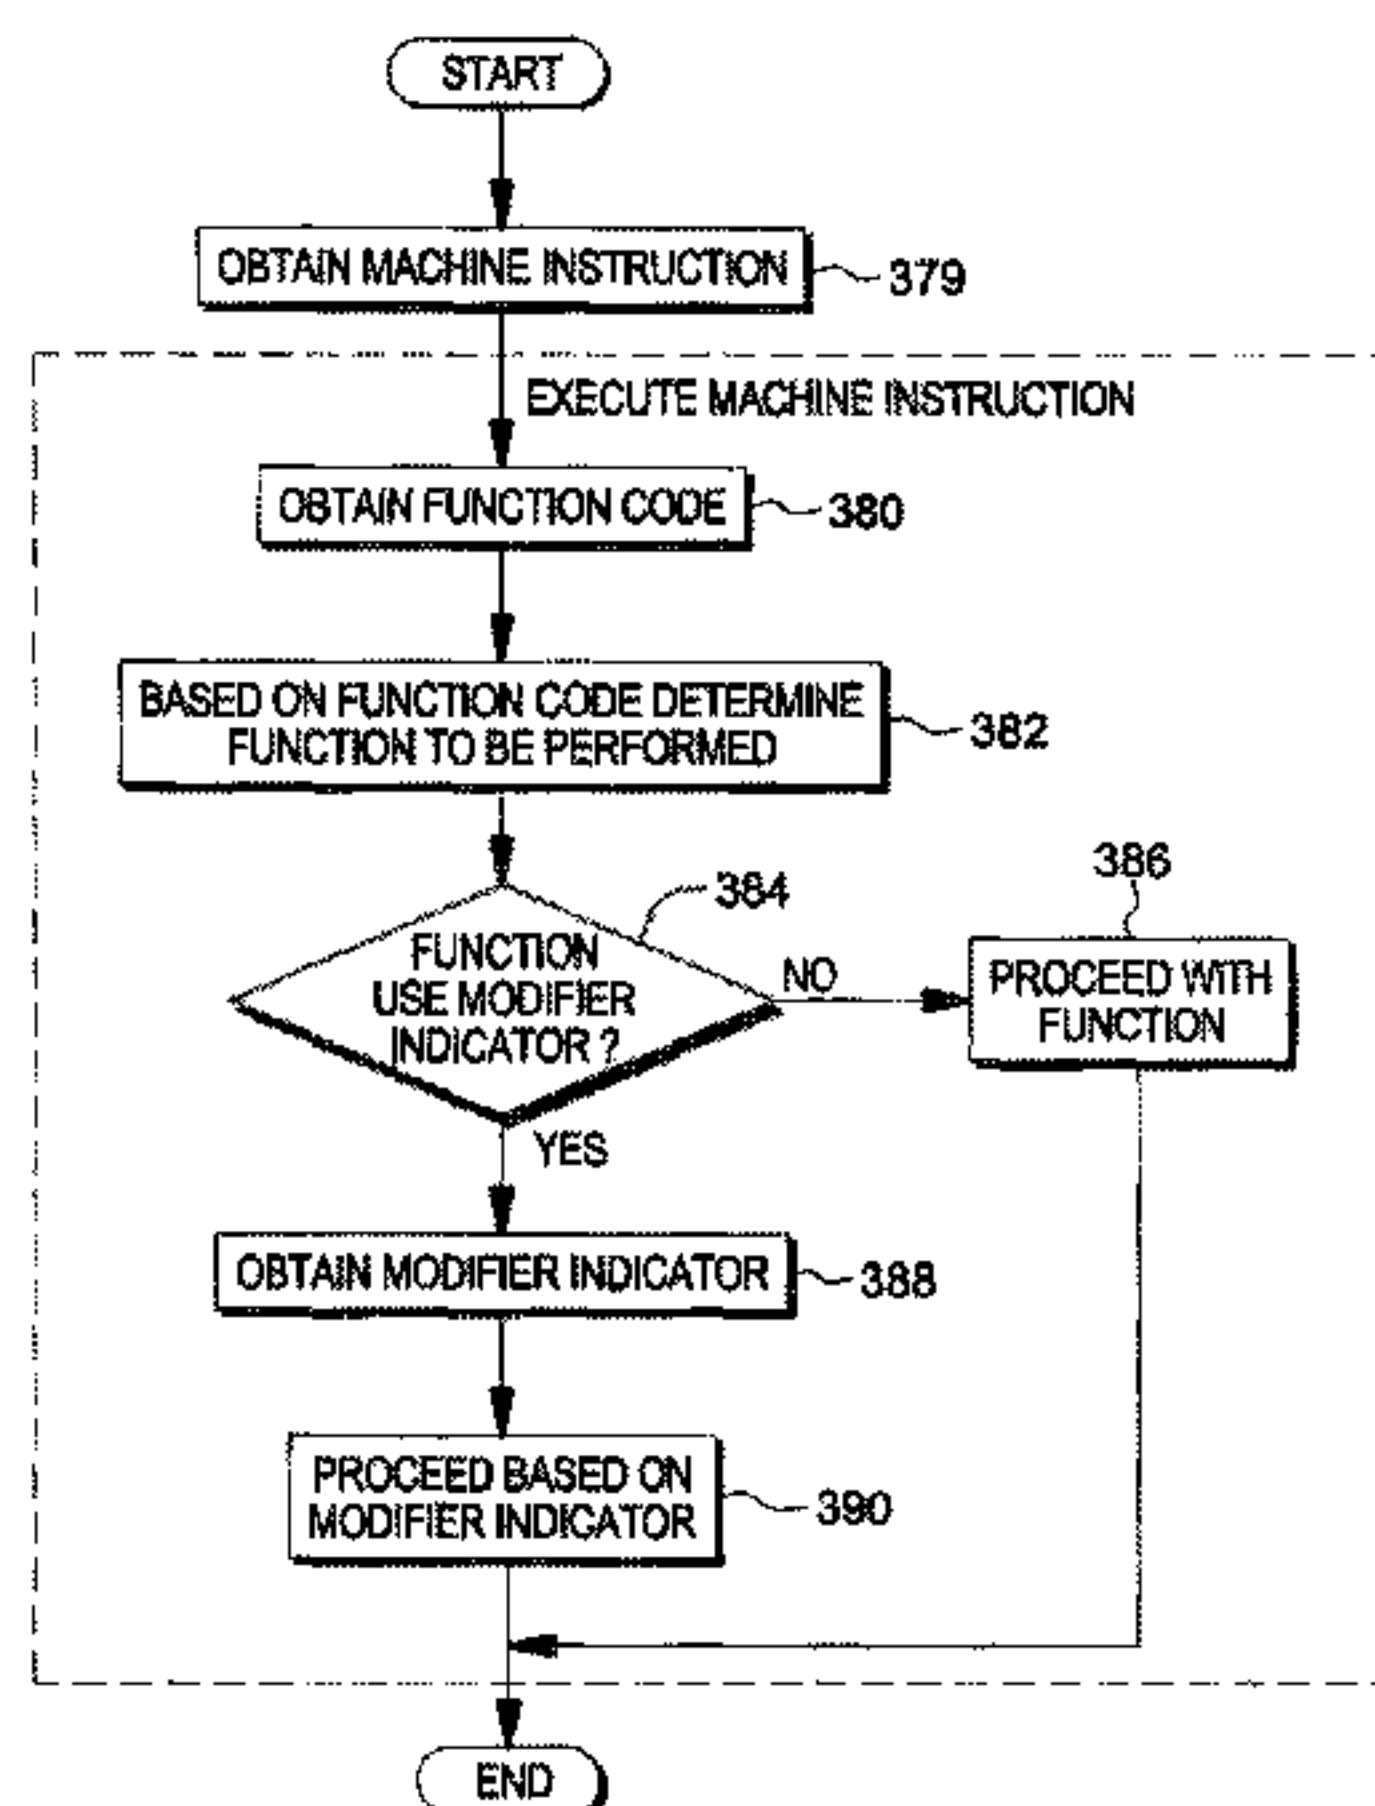 START
OBTAIN MACHINE INSTRUCTION
379
EXECUTE MACHINE INSTRUCTION
OBTAIN FUNCTION CODE
380
BASED ON FUNCTION CODE DETERMINE
FUNCTION TO BE PERFORMED
382
384
FUNCTION
USE MODIFIER
INDICATOR ?
NO
386
PROCEED WITH
FUNCTION
YES
OBTAIN MODIFIER INDICATOR
388
PROCEED BASED ON
MODIFIER INDICATOR
390
END